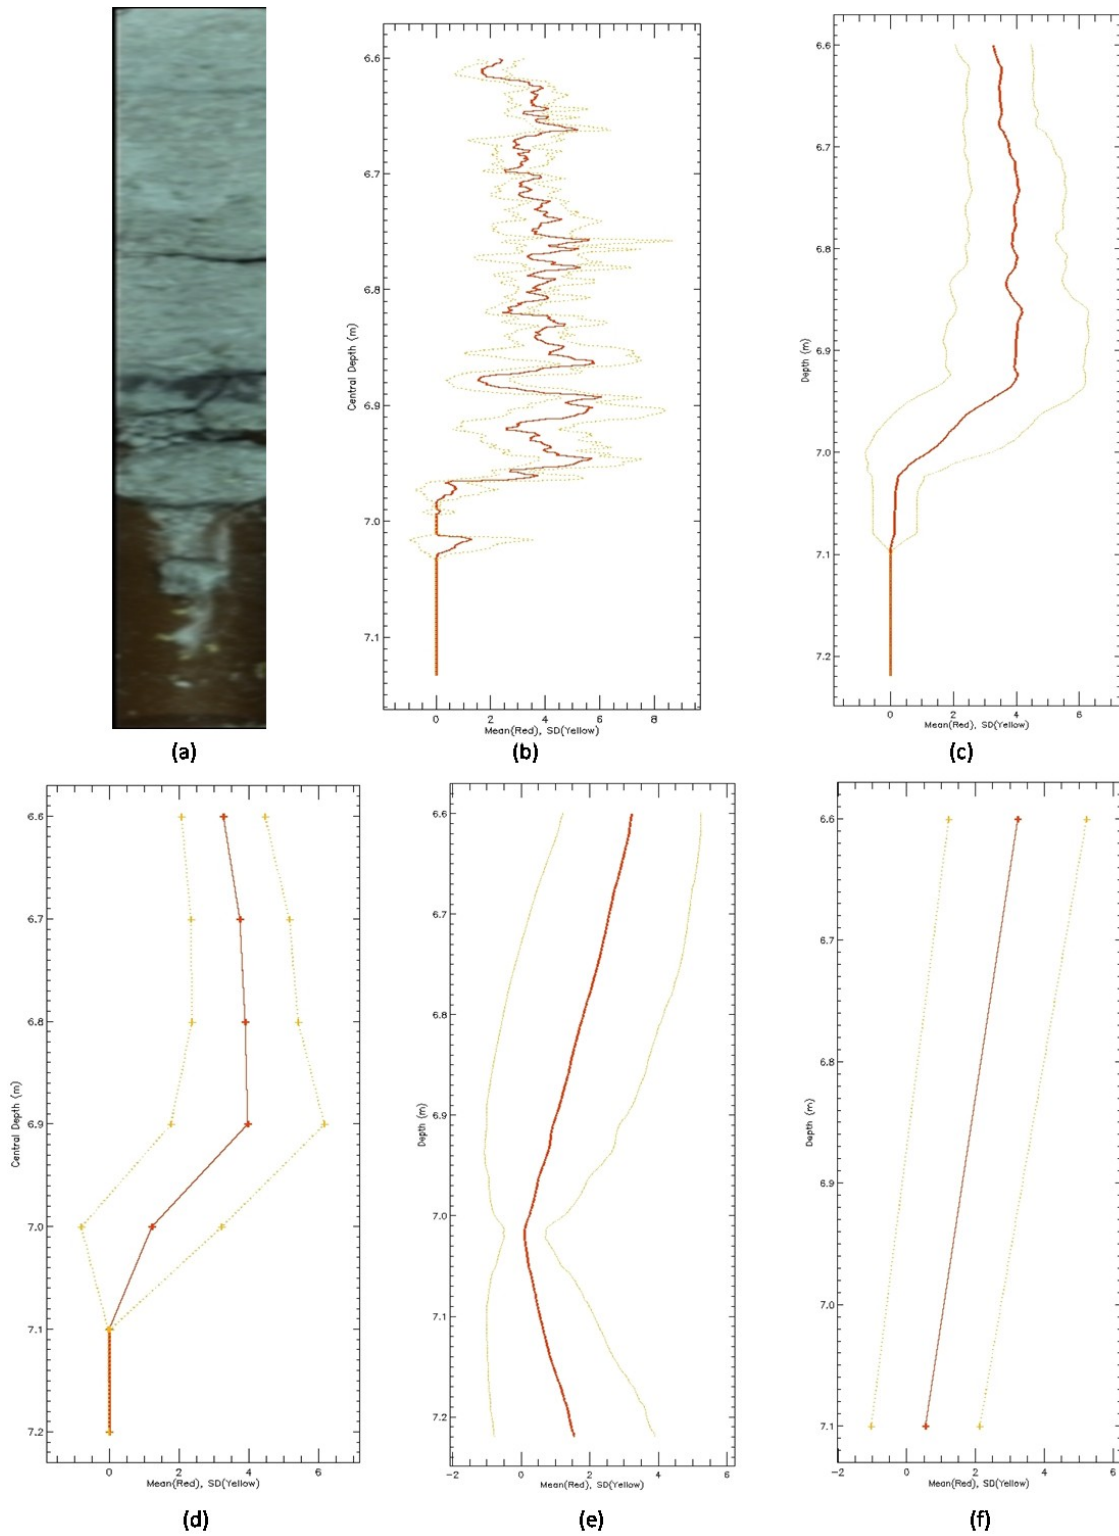 6.6
6.7
6.8
6.9
7.0
7.1
Central Depth (m)
0 2 4 6 8
Mean(Red), SD(Yellow)
6.6
6.7
6.8
6.9
7.0
7.1
7.2
Depth (m)
0 2 4 6
Mean(Red), SD(Yellow)
(a)
(b)
(c)
6.6
6.7
6.8
6.9
7.0
7.1
7.2
Central Depth (m)
0 2 4 6
Mean(Red), SD(Yellow)
6.6
6.7
6.8
6.9
7.0
7.1
7.2
Depth (m)
−2 0 2 4 6
Mean(Red), SD(Yellow)
6.6
6.7
6.8
6.9
7.0
7.1
Depth (m)
−2 0 2 4 6
Mean(Red), SD(Yellow)
(d)
(e)
(f)